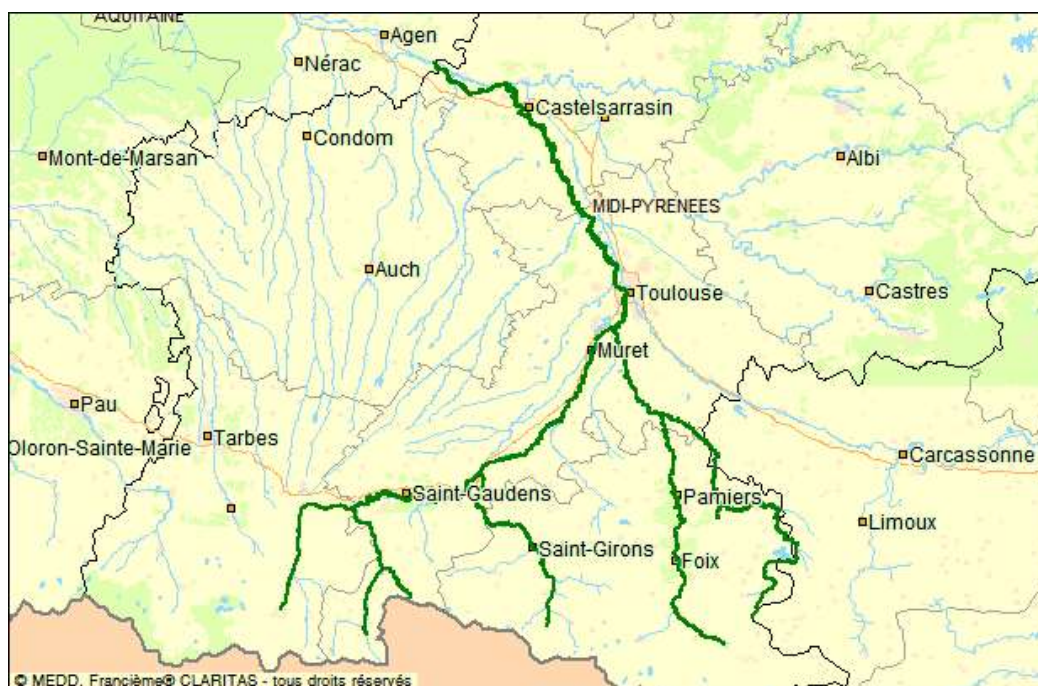 AQUITAINE
Agen
Nérac
Castelsarrasin
Condom
Mont-de-Marsan
Albi
MIDI-PYRENEES
Auch
Castres
Toulouse
Muret
Pau
Tarbes
Oloron-Sainte-Marie
Carcassonne
Saint-Gaudens
Pamiers
Limoux
Saint-Girons
Foix
© MEDD, Francième® CLARITAS - tous droits réservés